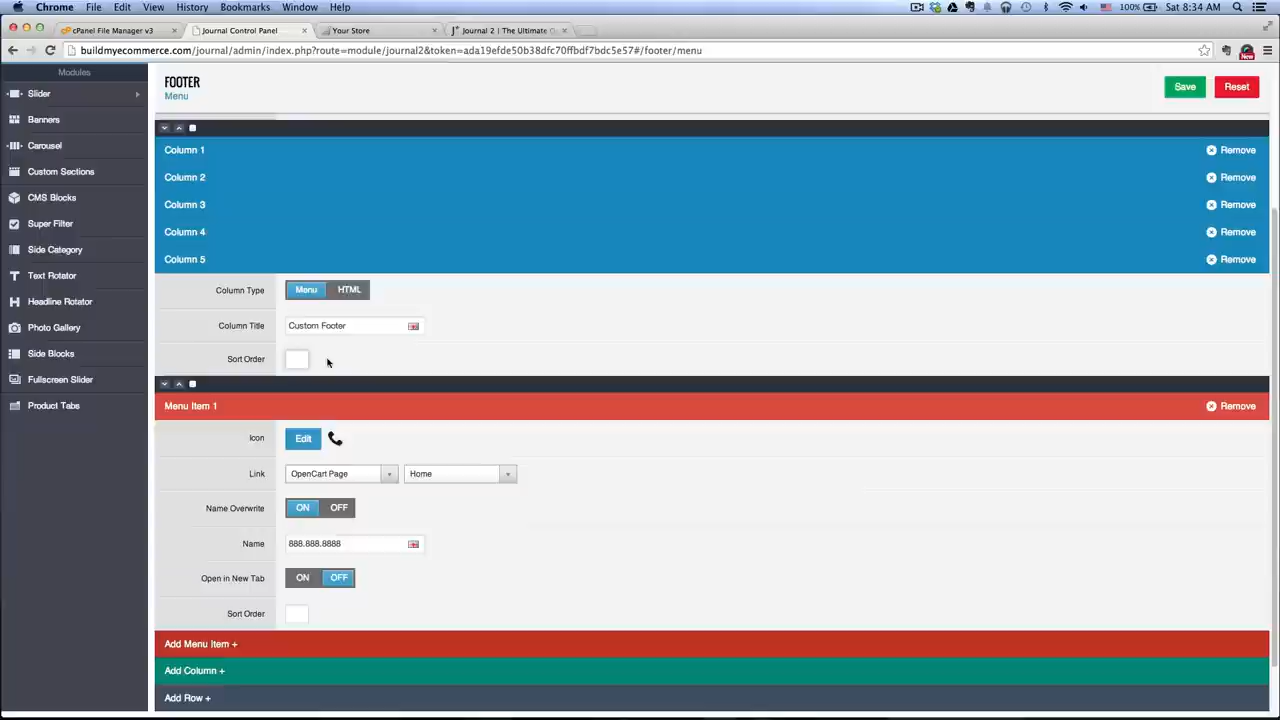 Chrome File Edit View History Bookmarks Window Help 100% Sat 8:34 AM
cPanel File Manager v3 Journal Control Panel Your Store Journal 2 | The Ultimate O
buildmyecommerce.com/journal/admin/index.php?route=module/journal2&token=ada19efde50b38dfc70ffbdf7bdc5e57#/footer/menu
New
Modules
Slider
Banners
Carousel
Custom Sections
CMS Blocks
Super Filter
Side Category
Text Rotator
Headline Rotator
Photo Gallery
Side Blocks
Fullscreen Slider
Product Tabs
FOOTER
Menu
Save Reset
Column 1 Remove
Column 2 Remove
Column 3 Remove
Column 4 Remove
Column 5 Remove
Column Type Menu HTML
Column Title Custom Footer
Sort Order
Menu Item 1 Remove
Icon Edit
Link OpenCart Page Home
Name Overwrite ON OFF
Name 888.888.8888
Open in New Tab ON OFF
Sort Order
Add Menu Item +
Add Column +
Add Row +